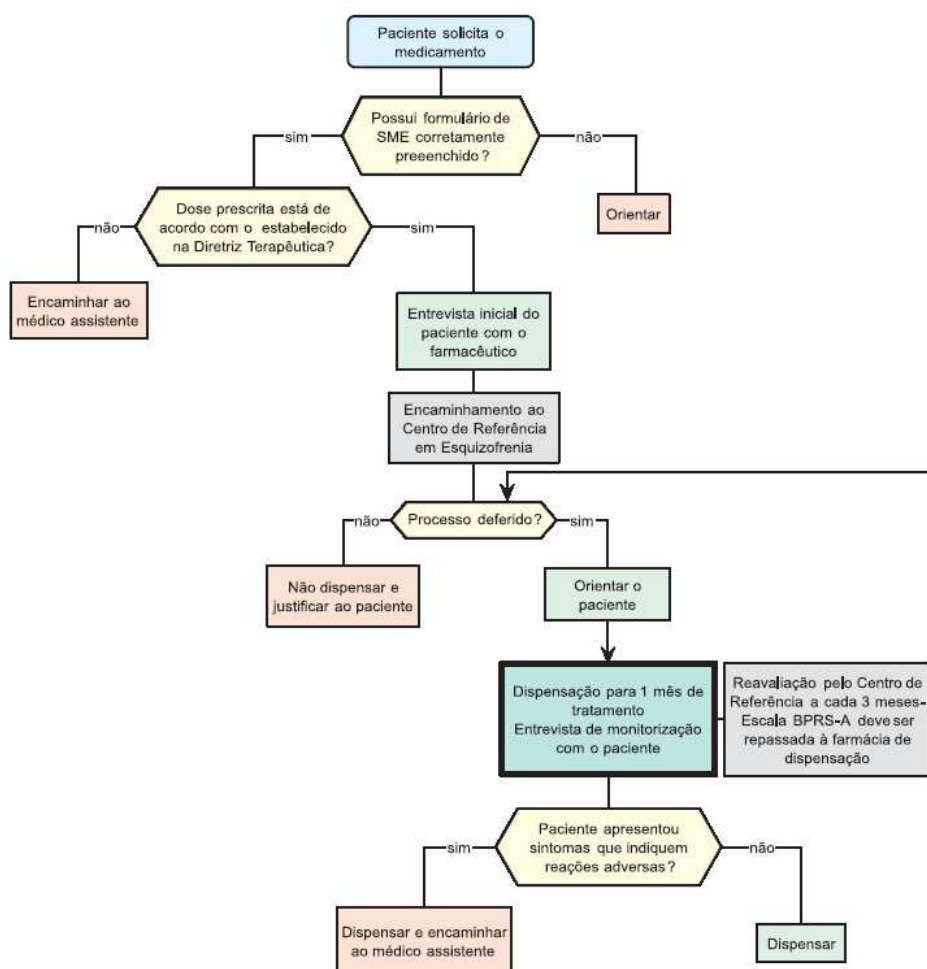 Paciente solicita o
medicamento
Possui formulário de
SME corretamente
preeenchido?
sim
não
Dose prescrita está de
acordo com o estabelecido
na Diretriz Terapêutica?
Orientar
não
sim
Encaminhar ao
médico assistente
Entrevista inicial do
paciente com o
farmacêutico
Encaminhamento ao
Centro de Referência
em Esquizofrenia
não
Processo deferido?
sim
Não dispensar e
justificar ao paciente
Orientar o
paciente
Dispensação para 1 mês de
tratamento
Entrevista de monitorização
com o paciente
Reavaliação pelo Centro de
Referência a cada 3 meses-
Escala BPRS-A deve ser
repassada à farmácia de
dispensação
Paciente apresentou
sintomas que indiquem
reações adversas?
sim
não
Dispensar e encaminhar
ao médico assistente
Dispensar